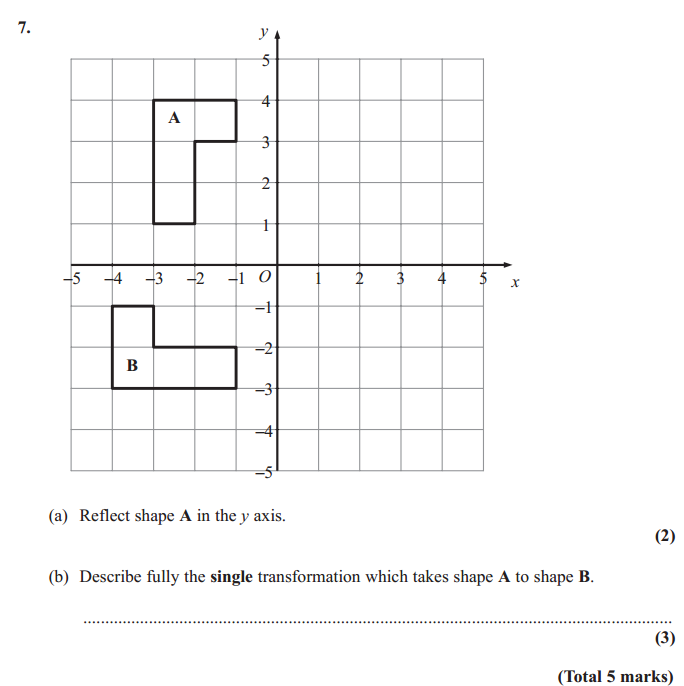 7.
y
5
4
A
3
2
1
–5 –4 –3 –2 –1 O 1 2 3 4 5 x
–1
–2
B
–3
–4
–5
(a) Reflect shape A in the y axis.
(2)
(b) Describe fully the single transformation which takes shape A to shape B.
(3)
(Total 5 marks)